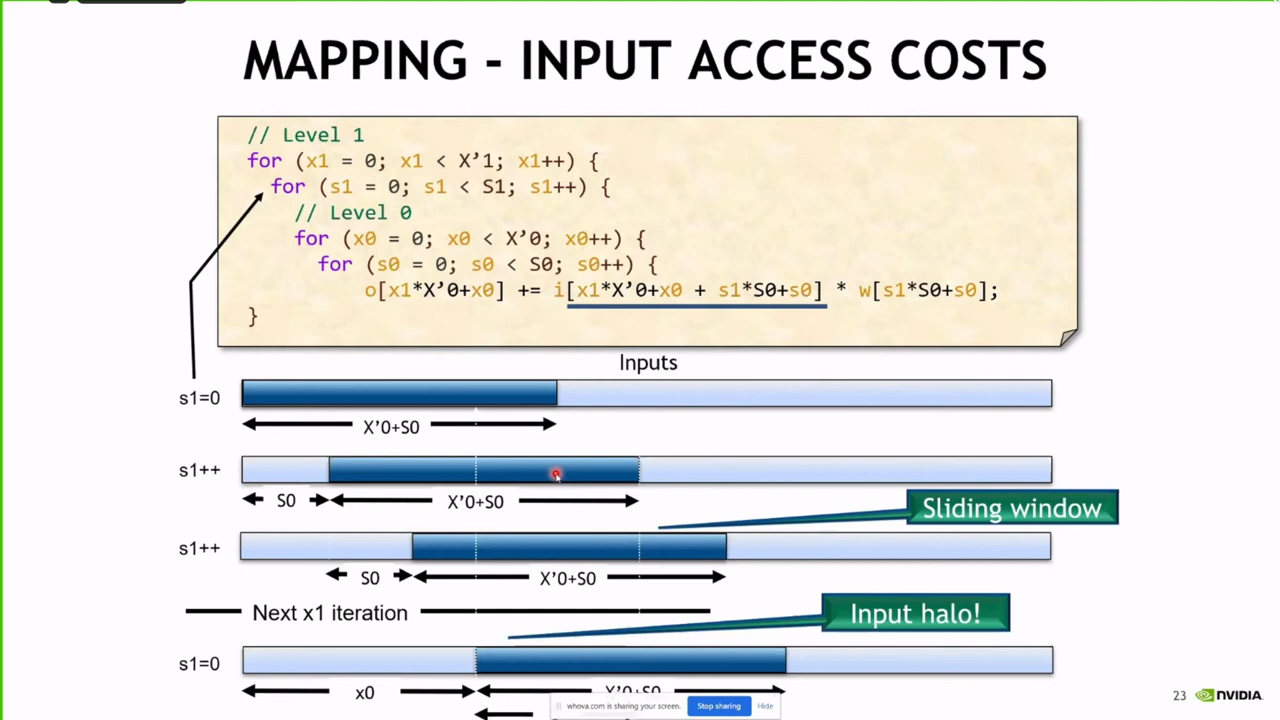 MAPPING - INPUT ACCESS COSTS
// Level 1
for (x1 = 0; x1 < X’1; x1++) {
for (s1 = 0; s1 < S1; s1++) {
// Level 0
for (x0 = 0; x0 < X’0; x0++) {
for (s0 = 0; s0 < S0; s0++) {
o[x1*X’0+x0] += i[x1*X’0+x0 + s1*S0+s0] * w[s1*S0+s0];
}
Inputs
s1=0
X’0+S0
s1++
S0
X’0+S0
Sliding window
s1++
S0
X’0+S0
Next x1 iteration
Input halo!
s1=0
x0
X’0+S0
whova.com is sharing your screen.
Stop sharing
Hide
23
NVIDIA.